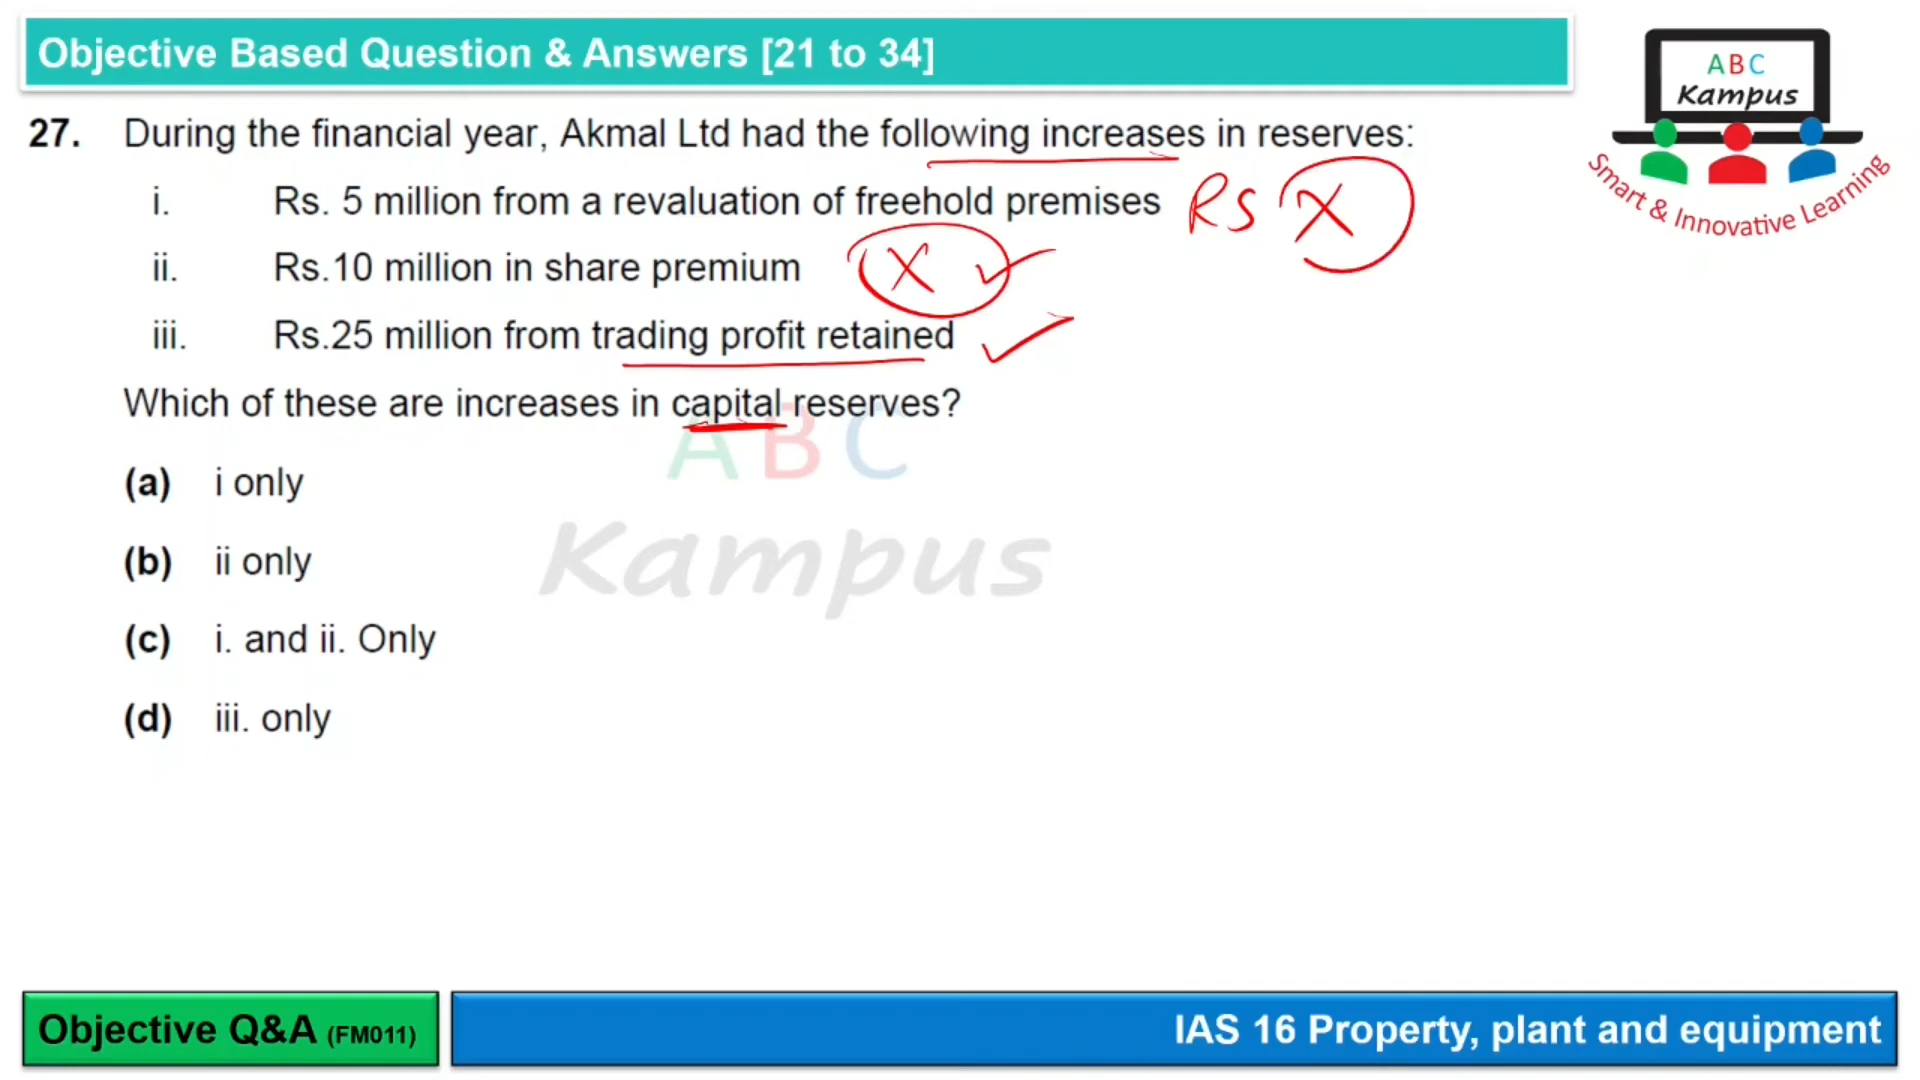 Objective Based Question & Answers [21 to 34]
ABC
Kampus
Smart & Innovative Learning
27. During the financial year, Akmal Ltd had the following increases in reserves:
i. Rs. 5 million from a revaluation of freehold premises RS X
ii. Rs.10 million in share premium X ✓
iii. Rs.25 million from trading profit retained ✓
Which of these are increases in capital reserves?
ABC
Kampus
(a) i only
(b) ii only
(c) i. and ii. Only
(d) iii. only
Objective Q&A (FM011)
IAS 16 Property, plant and equipment